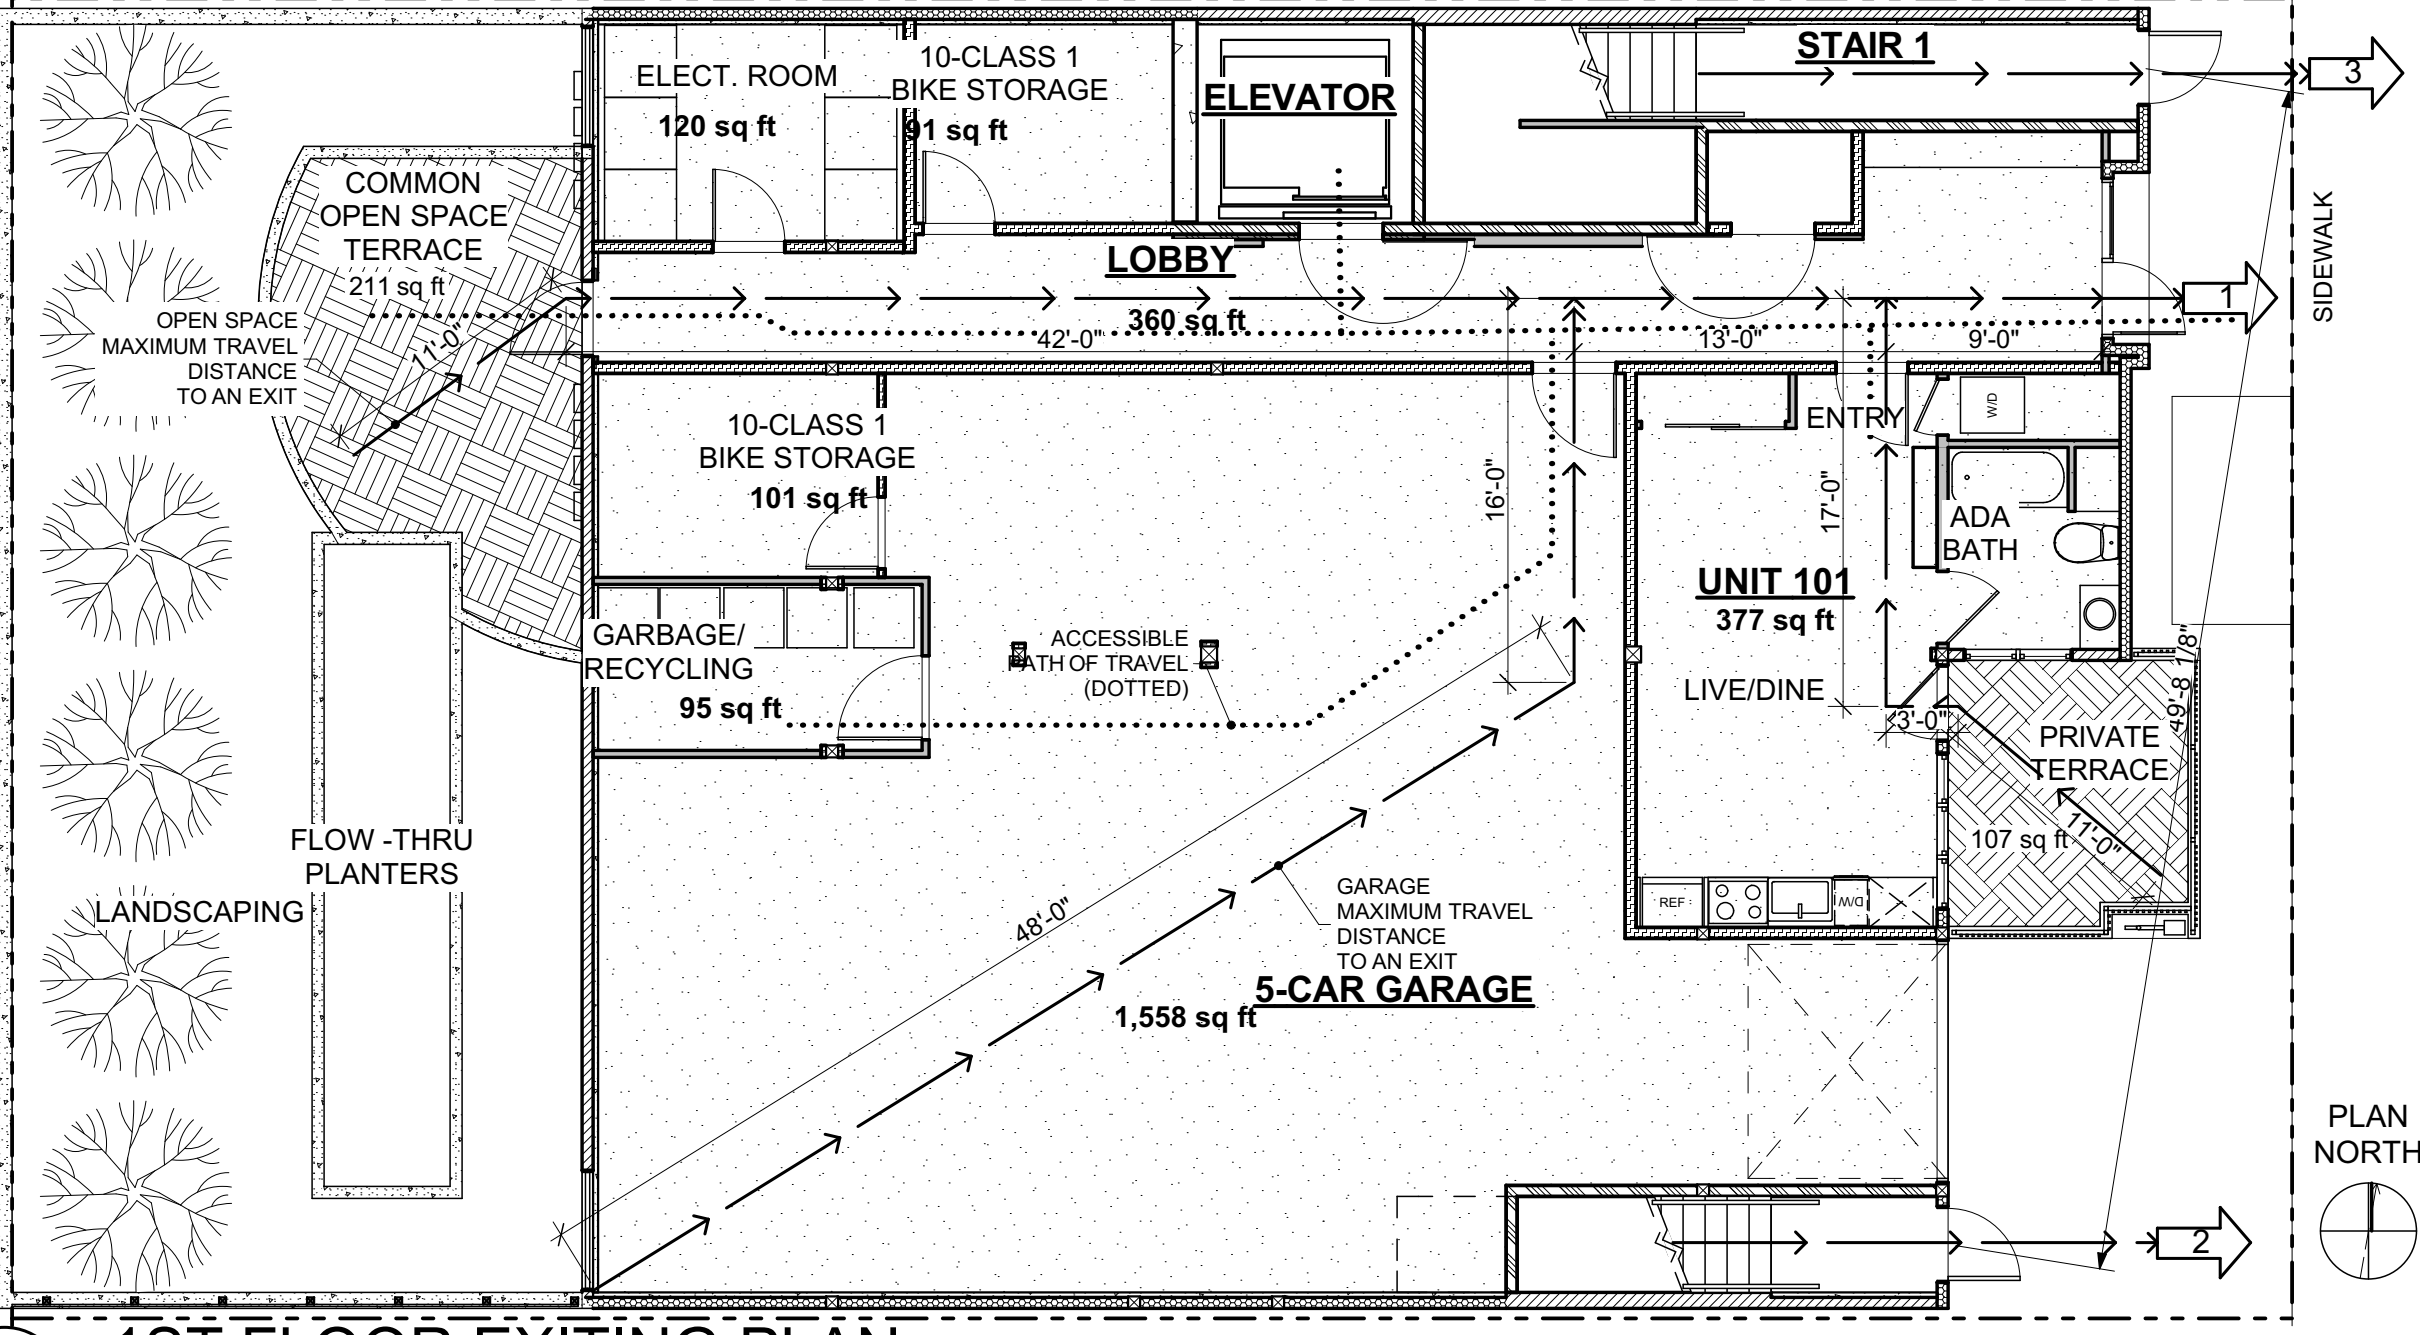 STAIR 1
3
ELECT. ROOM
120 sq ft
10-CLASS 1
BIKE STORAGE
91 sq ft
ELEVATOR
COMMON
OPEN SPACE
TERRACE
211 sq ft
SIDEWALK
LOBBY
360 sq ft
1
OPEN SPACE
MAXIMUM TRAVEL
DISTANCE
TO AN EXIT
11'-0"
42'-0"
13'-0"
9'-0"
10-CLASS 1
BIKE STORAGE
101 sq ft
16'-0"
ENTRY
W/D
17'-0"
ADA
BATH
UNIT 101
377 sq ft
GARBAGE/
RECYCLING
95 sq ft
ACCESSIBLE
PATH OF TRAVEL
(DOTTED)
LIVE/DINE
3'-0"
49'-8 1/8"
PRIVATE
TERRACE
107 sq ft
11'-0"
FLOW -THRU
PLANTERS
LANDSCAPING
48'-0"
GARAGE
MAXIMUM TRAVEL
DISTANCE
TO AN EXIT
REF
D/W
5-CAR GARAGE
1,558 sq ft
PLAN
NORTH
2
1ST FLOOR EXITING PLAN